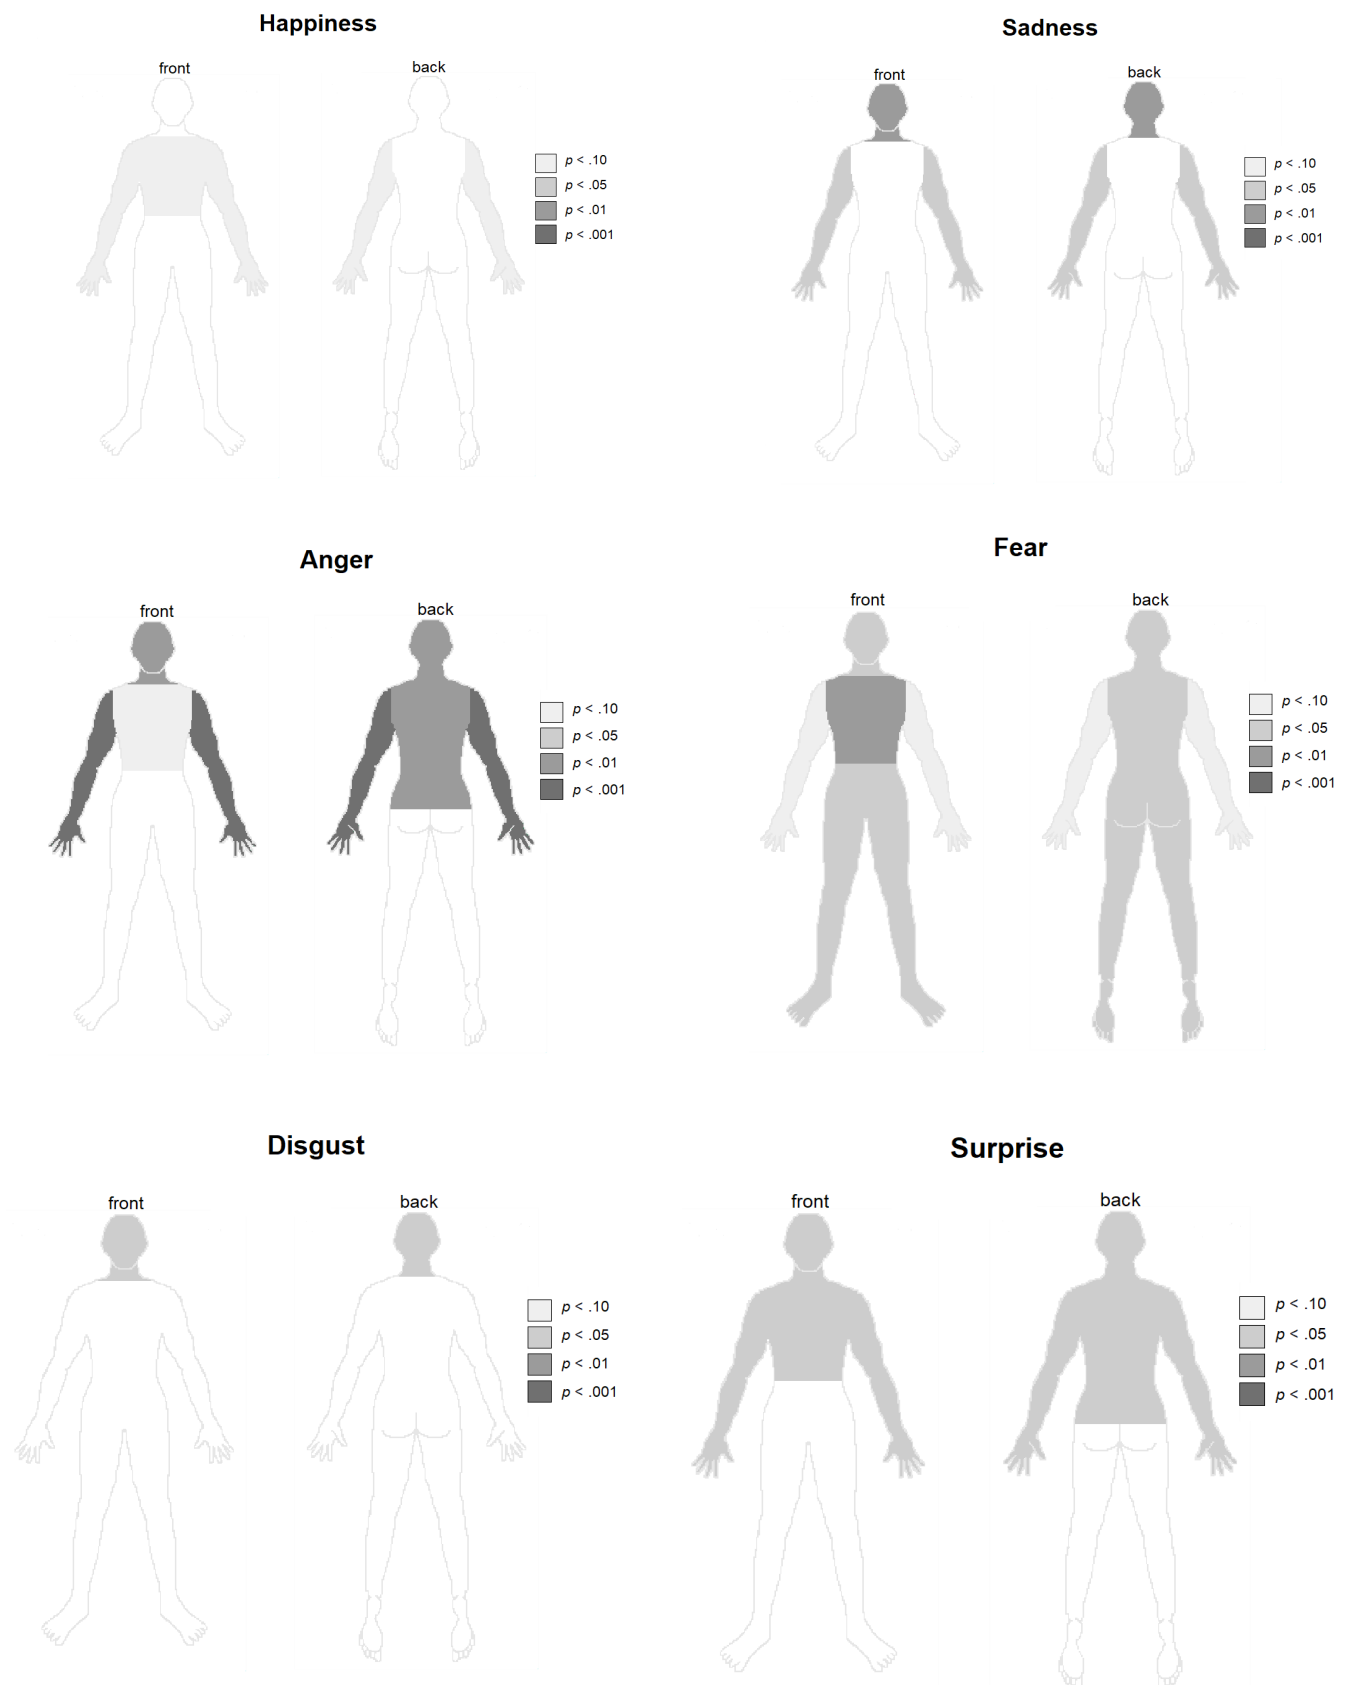 Happiness
front
back
p < .10
p < .05
p < .01
p < .001
Sadness
front
back
p < .10
p < .05
p < .01
p < .001
Anger
front
back
p < .10
p < .05
p < .01
p < .001
Fear
front
back
p < .10
p < .05
p < .01
p < .001
Disgust
front
back
p < .10
p < .05
p < .01
p < .001
Surprise
front
back
p < .10
p < .05
p < .01
p < .001